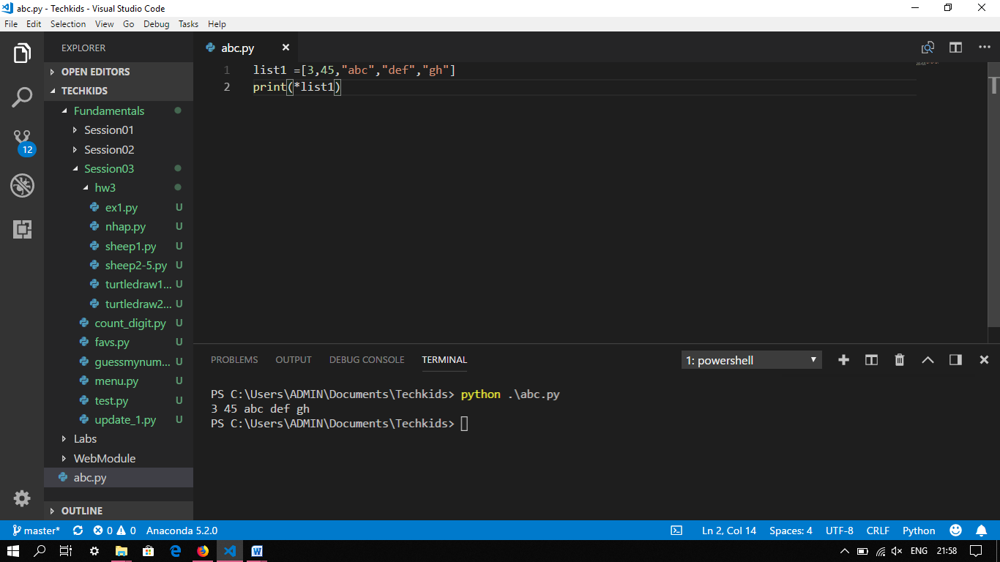 abc.py - Techkids - Visual Studio Code
File Edit Selection View Go Debug Tasks Help
EXPLORER
OPEN EDITORS
TECHKIDS
Fundamentals
Session01
Session02
Session03
hw3
ex1.py U
nhap.py U
sheep1.py U
sheep2-5.py U
turtledraw1... U
turtledraw2... U
count_digit.py U
favs.py U
guessmynum... U
menu.py U
test.py U
update_1.py U
Labs
WebModule
abc.py
OUTLINE
12
abc.py
1 list1 =[3,45,"abc","def","gh"]
2 print(*list1)
PROBLEMS OUTPUT DEBUG CONSOLE TERMINAL
1: powershell
PS C:\Users\ADMIN\Documents\Techkids> python .\abc.py
3 45 abc def gh
PS C:\Users\ADMIN\Documents\Techkids>
master* 0 0 Anaconda 5.2.0 Ln 2, Col 14 Spaces: 4 UTF-8 CRLF Python
ENG 21:58